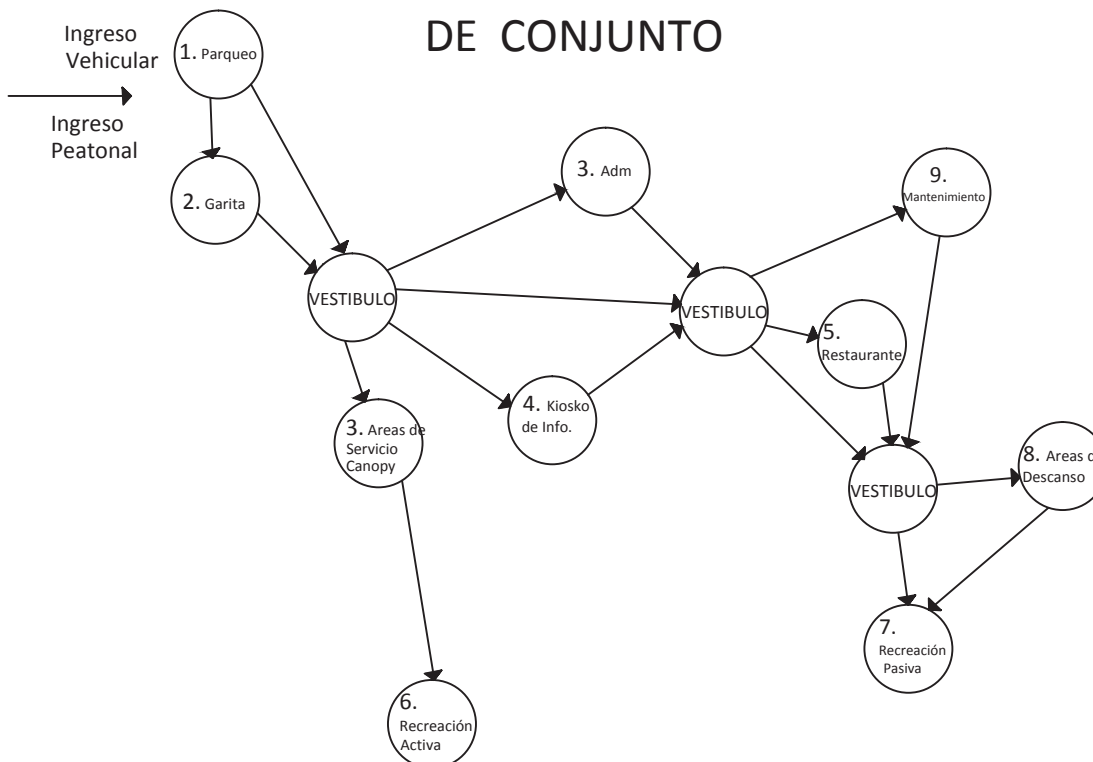 DE CONJUNTO
Ingreso
Vehicular
Ingreso
Peatonal
1. Parqueo
2. Garita
3. Adm
9.
Mantenimiento
VESTIBULO
VESTIBULO
5.
Restaurante
3. Areas de
Servicio
Canopy
4. Kiosko
de Info.
8. Areas d
Descanso
VESTIBULO
7.
Recreación
Pasiva
6.
Recreación
Activa